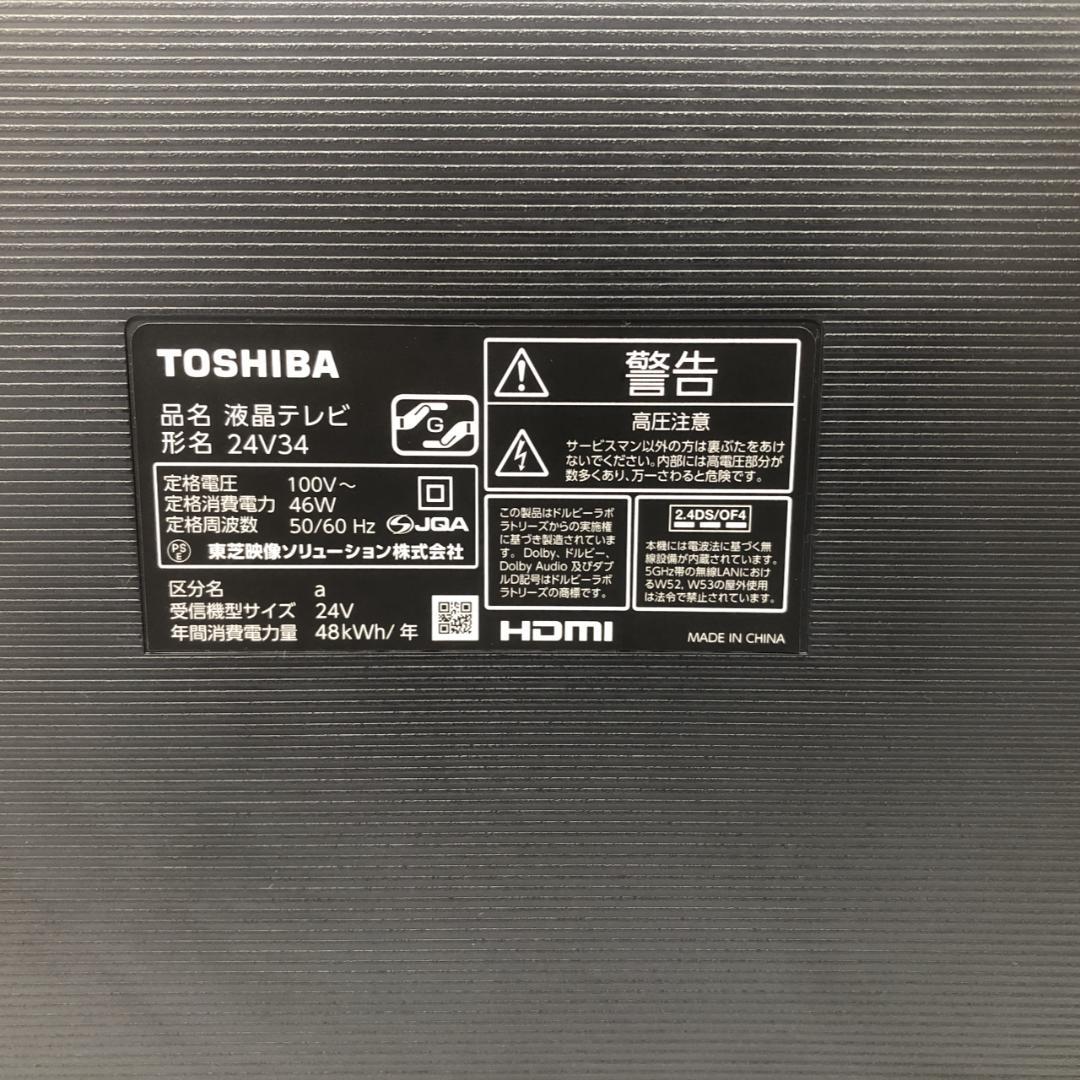 TOSHIBA
品名 液晶テレビ
形名 24V34
G
定格電圧 100V～
定格消費電力 46W
定格周波数 50/60 Hz
JQA
PS
E
東芝映像ソリューション株式会社
区分名 a
受信機型サイズ 24V
年間消費電力量 48kWh/年
警告
高圧注意
サービスマン以外の方は裏ぶたをあけ
ないでください。内部には高電圧部分が
数多くあり、万一さわると危険です。
この製品はドルビーラボ
ラトリーズからの実施権
に基づき製造されていま
す。Dolby、ドルビー、
Dolby Audio 及びダブ
ルD記号はドルビーラボ
ラトリーズの商標です。
2.4DS/OF4
本機には電波法に基づく無
線設備が内蔵されています。
5GHz帯の無線LANにおけ
るW52、W53の屋外使用
は法令で禁止されています。
HDMI
MADE IN CHINA